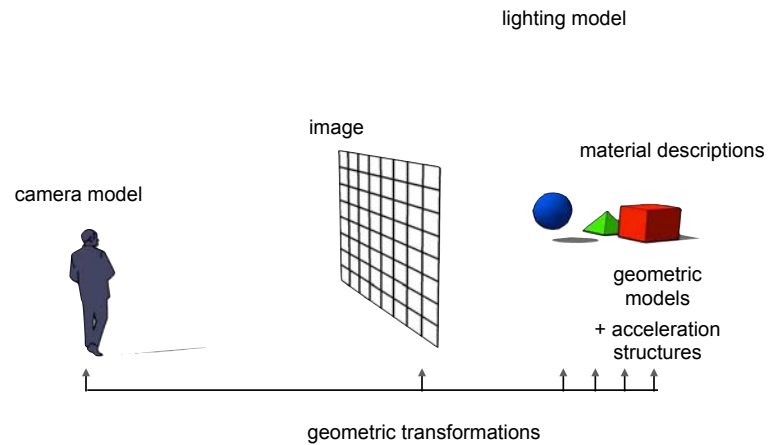 lighting model
image
material descriptions
camera model
geometric
models
+ acceleration
structures
geometric transformations